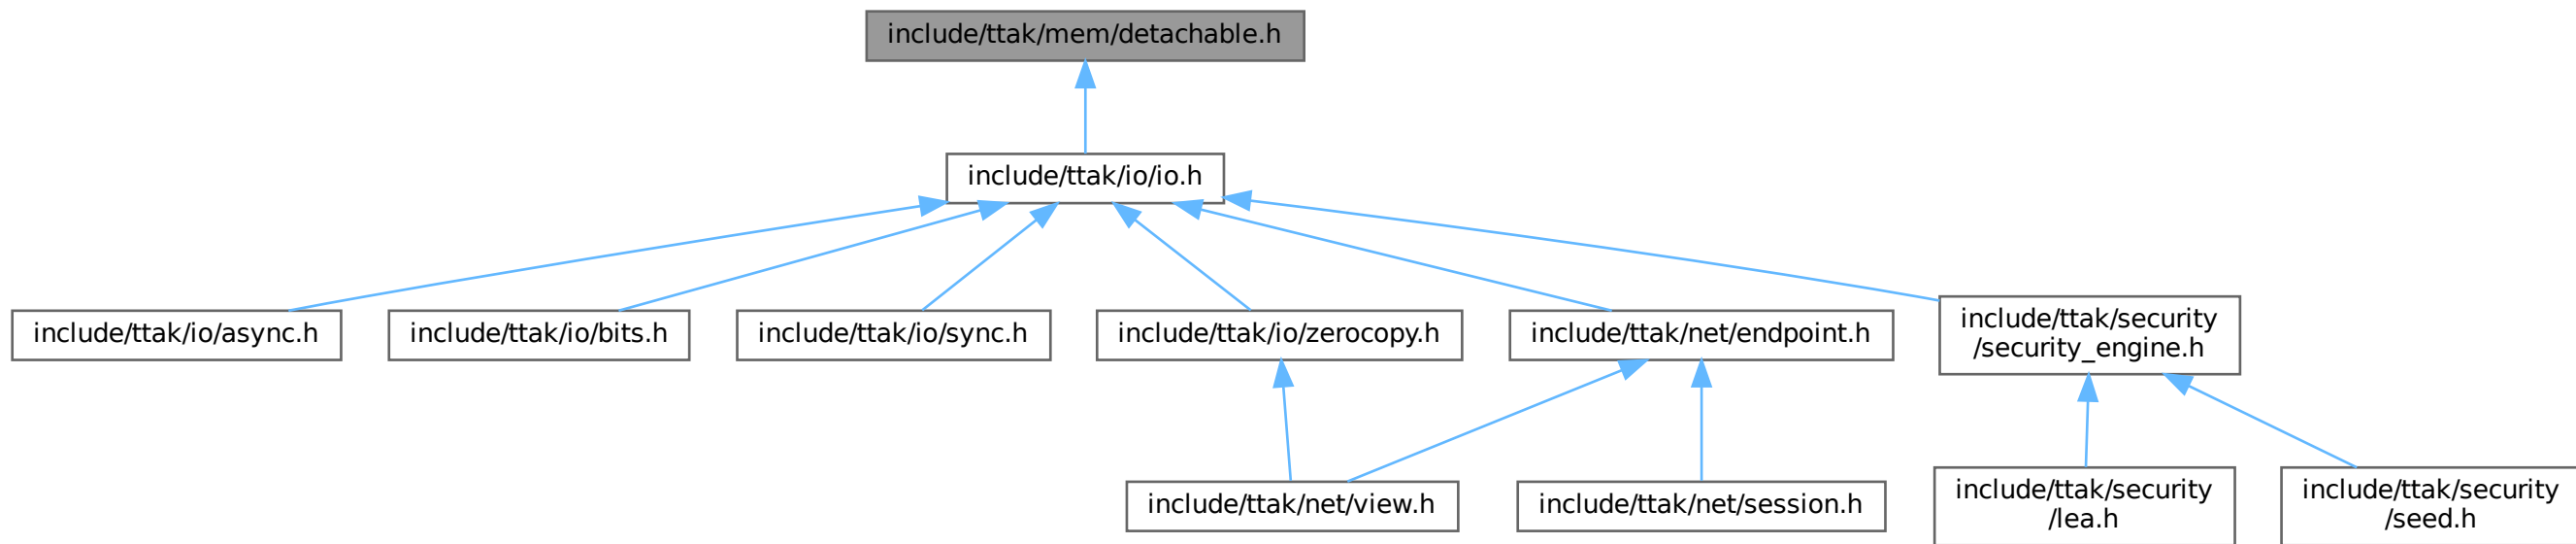 include/ttak/mem/detachable.h
include/ttak/io/io.h
include/ttak/io/async.h
include/ttak/io/bits.h
include/ttak/io/sync.h
include/ttak/io/zerocopy.h
include/ttak/net/endpoint.h
include/ttak/security
/security_engine.h
include/ttak/net/view.h
include/ttak/net/session.h
include/ttak/security
/lea.h
include/ttak/security
/seed.h